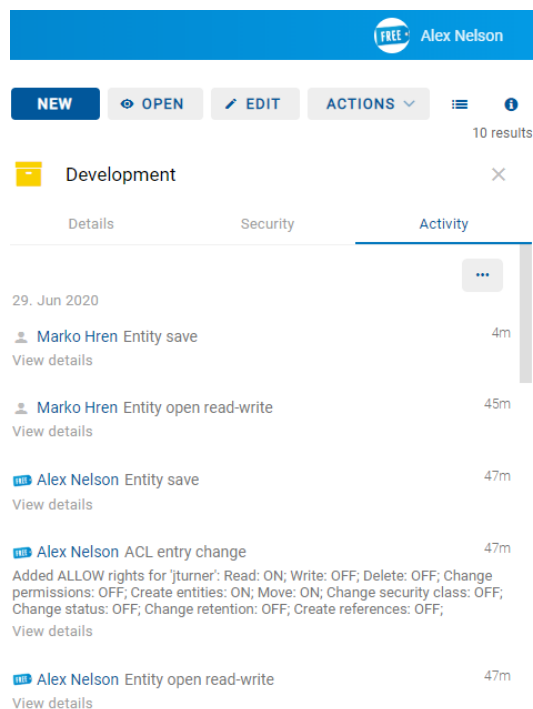 FREE Alex Nelson
NEW OPEN EDIT ACTIONS
10 results
Development
Details Security Activity
29. Jun 2020
Marko Hren Entity save 4m
View details
Marko Hren Entity open read-write 45m
View details
FREE Alex Nelson Entity save 47m
View details
FREE Alex Nelson ACL entry change 47m
Added ALLOW rights for 'jturner': Read: ON; Write: OFF; Delete: OFF; Change
permissions: OFF; Create entities: ON; Move: ON; Change security class: OFF;
Change status: OFF; Change retention: OFF; Create references: OFF;
View details
FREE Alex Nelson Entity open read-write 47m
View details